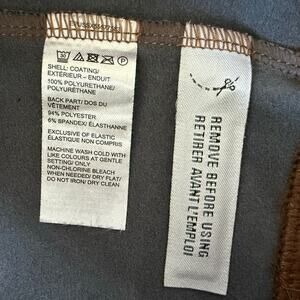 SHELL: COATING/
EXTÉRIEUR – ENDUIT
100% POLYURETHANE/
POLYURÉTHANE
BACK PART/ DOS DU
VÊTEMENT
94% POLYESTER
6% SPANDEX/ ÉLASTHANNE
EXCLUSIVE OF ELASTIC
ÉLASTIQUE NON COMPRIS
MACHINE WASH COLD WITH
LIKE COLOURS AT GENTLE
SETTING/ ONLY
NON-CHLORINE BLEACH
WHEN NEEDED/ DRY FLAT/
DO NOT IRON/ DRY CLEAN
REMOVE BEFORE USING
RETIRER AVANT L'EMPLOI